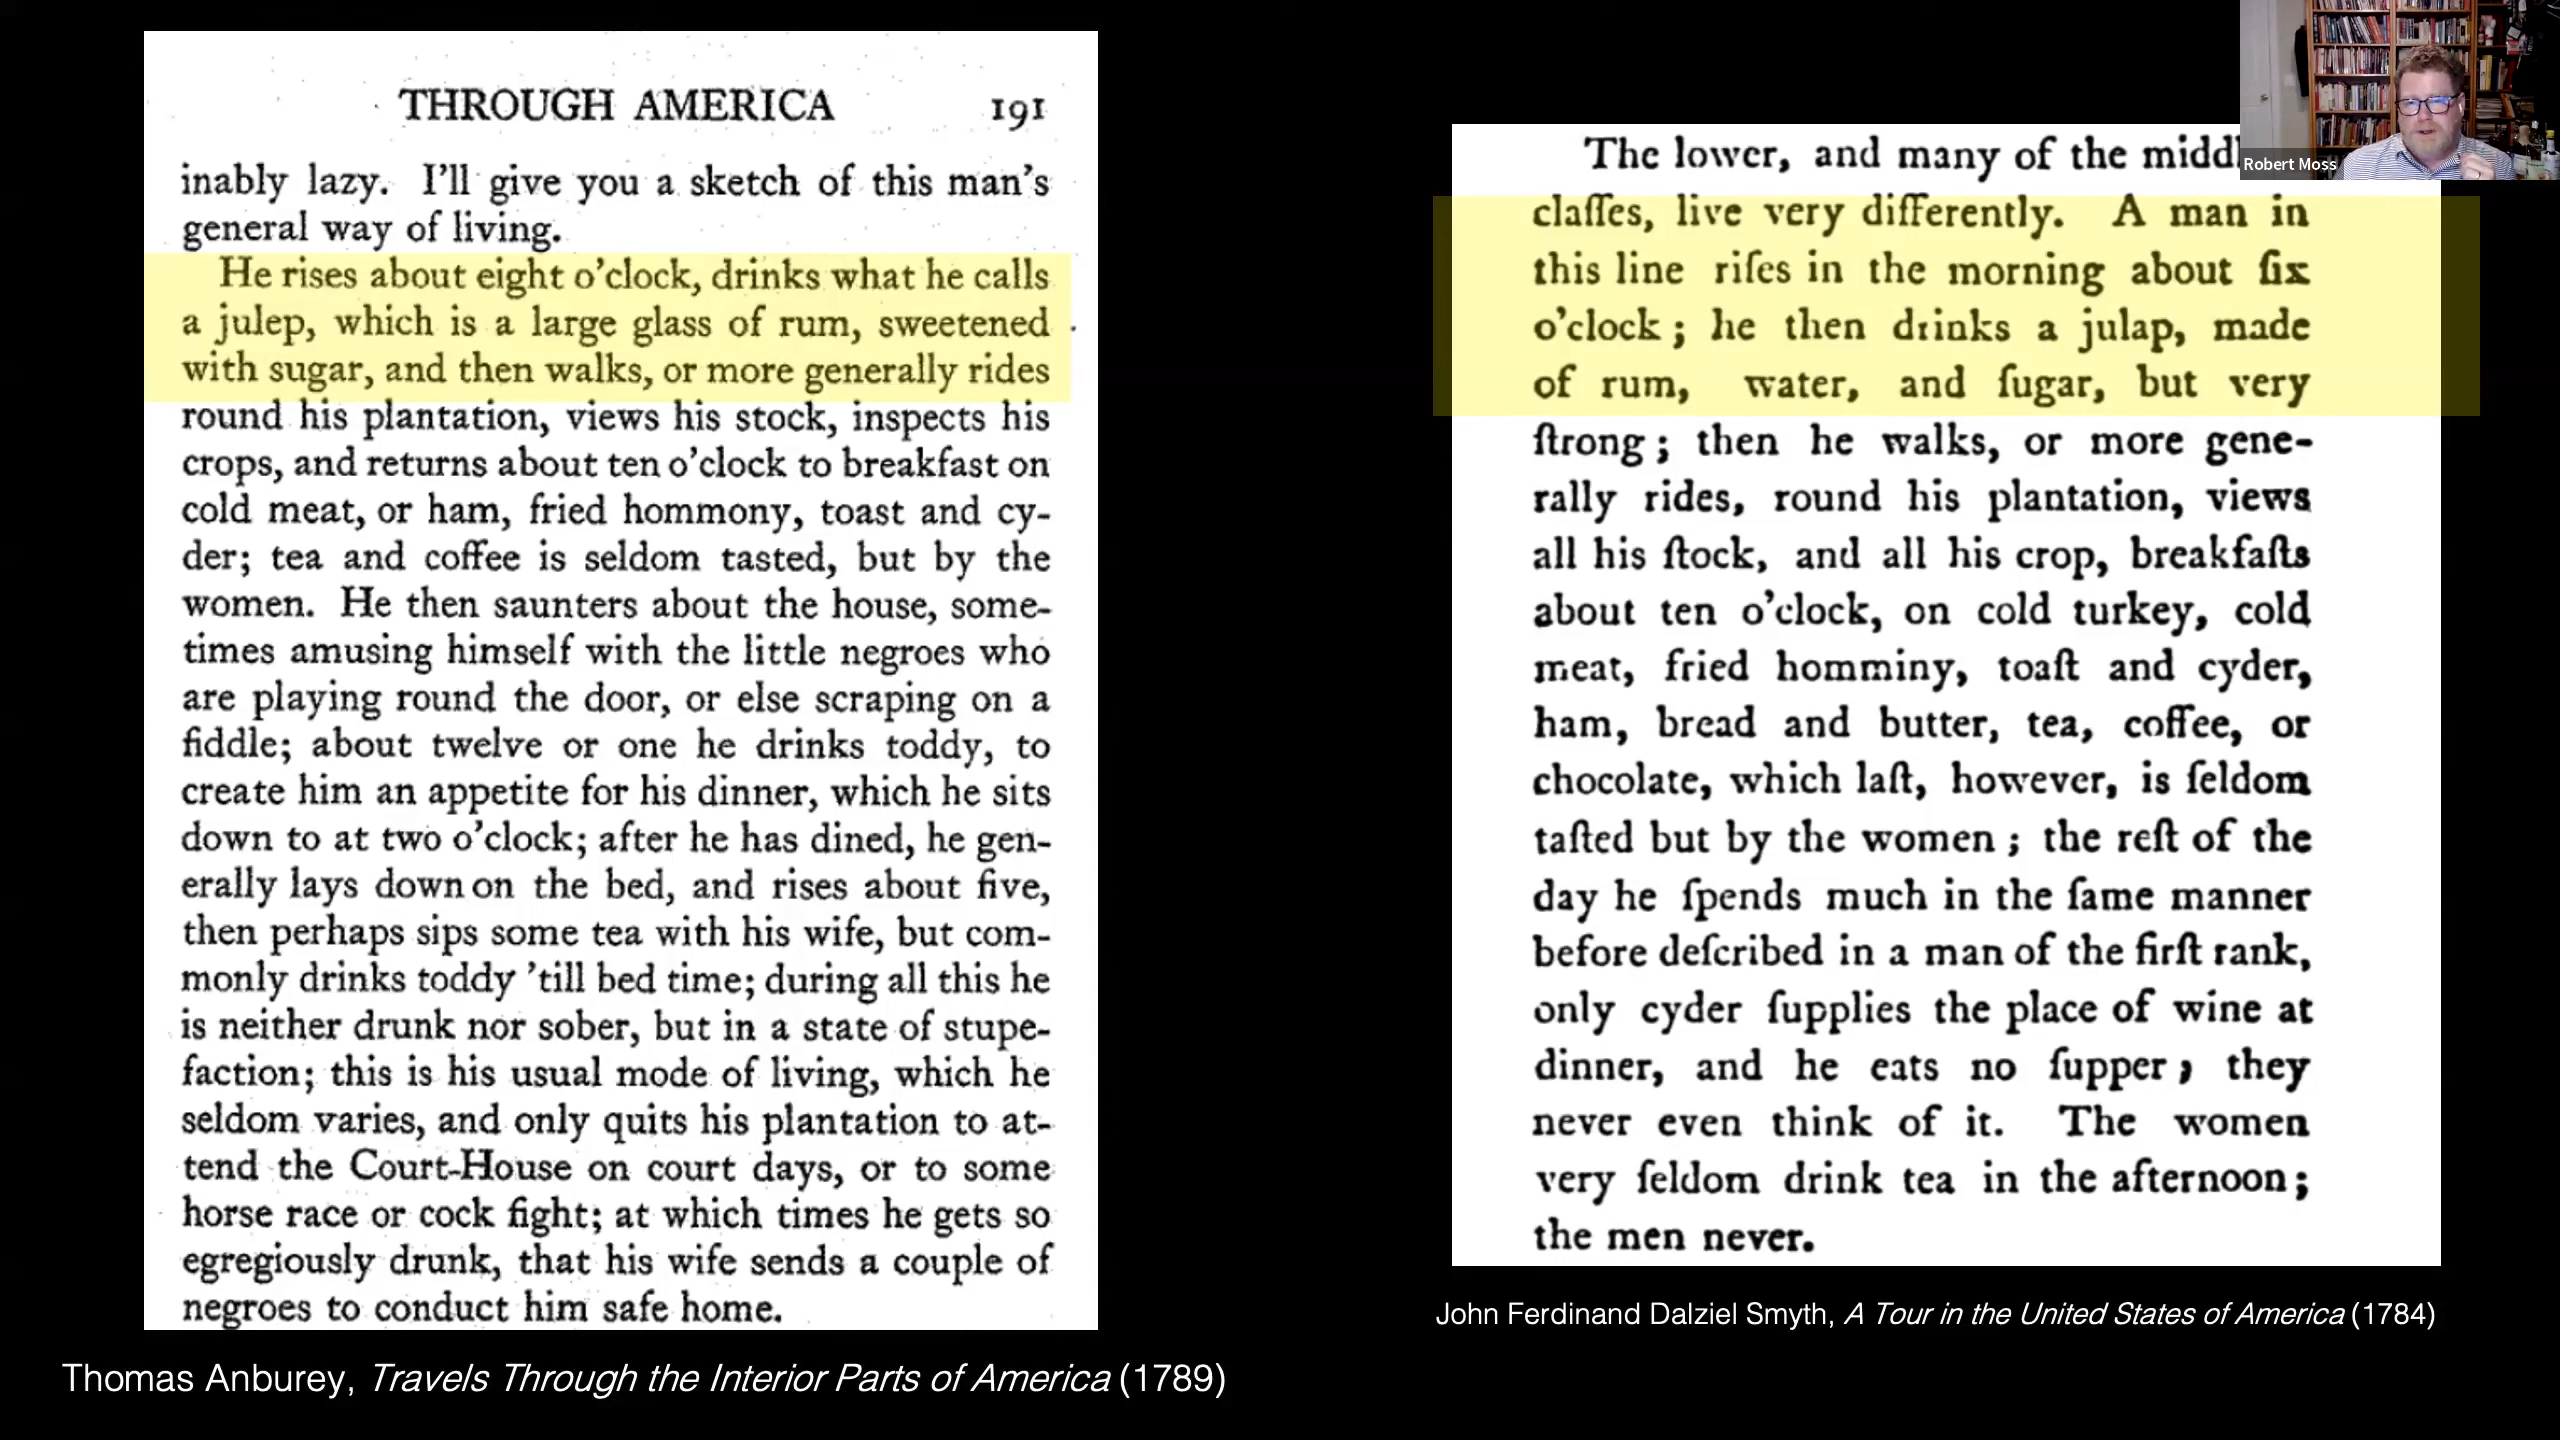 THROUGH AMERICA 191
inably lazy. I'll give you a sketch of this man's
general way of living.
He rises about eight o'clock, drinks what he calls
a julep, which is a large glass of rum, sweetened
with sugar, and then walks, or more generally rides
round his plantation, views his stock, inspects his
crops, and returns about ten o'clock to breakfast on
cold meat, or ham, fried hommony, toast and cy-
der; tea and coffee is seldom tasted, but by the
women. He then saunters about the house, some-
times amusing himself with the little negroes who
are playing round the door, or else scraping on a
fiddle; about twelve or one he drinks toddy, to
create him an appetite for his dinner, which he sits
down to at two o'clock; after he has dined, he gen-
erally lays down on the bed, and rises about five,
then perhaps sips some tea with his wife, but com-
monly drinks toddy 'till bed time; during all this he
is neither drunk nor sober, but in a state of stupe-
faction; this is his usual mode of living, which he
seldom varies, and only quits his plantation to at-
tend the Court-House on court days, or to some
horse race or cock fight; at which times he gets so
egregiously drunk, that his wife sends a couple of
negroes to conduct him safe home.
Thomas Anburey, Travels Through the Interior Parts of America (1789)
The lower, and many of the
claſſes, live very differently. A man in
this line riſes in the morning about ſix
o'clock; he then drinks a julap, made
of rum, water, and ſugar, but very
ſtrong; then he walks, or more gene-
rally rides, round his plantation, views
all his ſtock, and all his crop, breakfaſts
about ten o'clock, on cold turkey, cold
meat, fried homminy, toaſt and cyder,
ham, bread and butter, tea, coffee, or
chocolate, which laſt, however, is ſeldom
taſted but by the women; the reſt of the
day he ſpends much in the ſame manner
before deſcribed in a man of the firſt rank,
only cyder ſupplies the place of wine at
dinner, and he eats no ſupper; they
never even think of it. The women
very ſeldom drink tea in the afternoon;
the men never.
John Ferdinand Dalziel Smyth, A Tour in the United States of America (1784)
Robert Moss